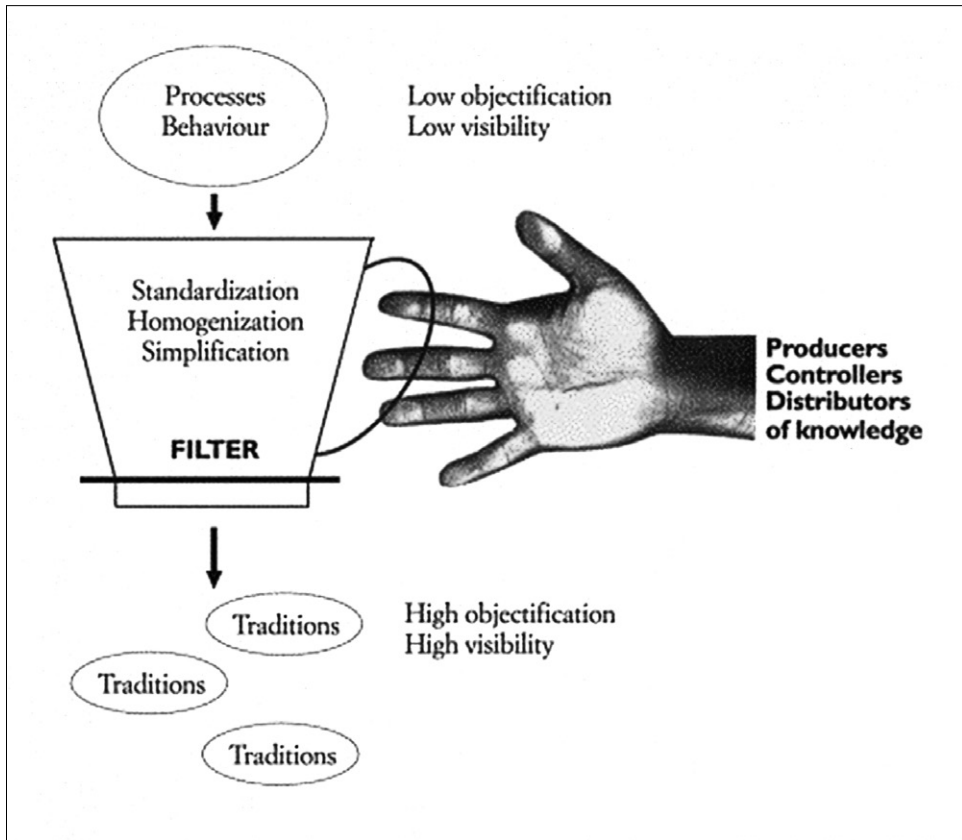 Processes
Behaviour
Low objectification
Low visibility
Standardization
Homogenization
Simplification
FILTER
Producers
Controllers
Distributors
of knowledge
Traditions
High objectification
High visibility
Traditions
Traditions